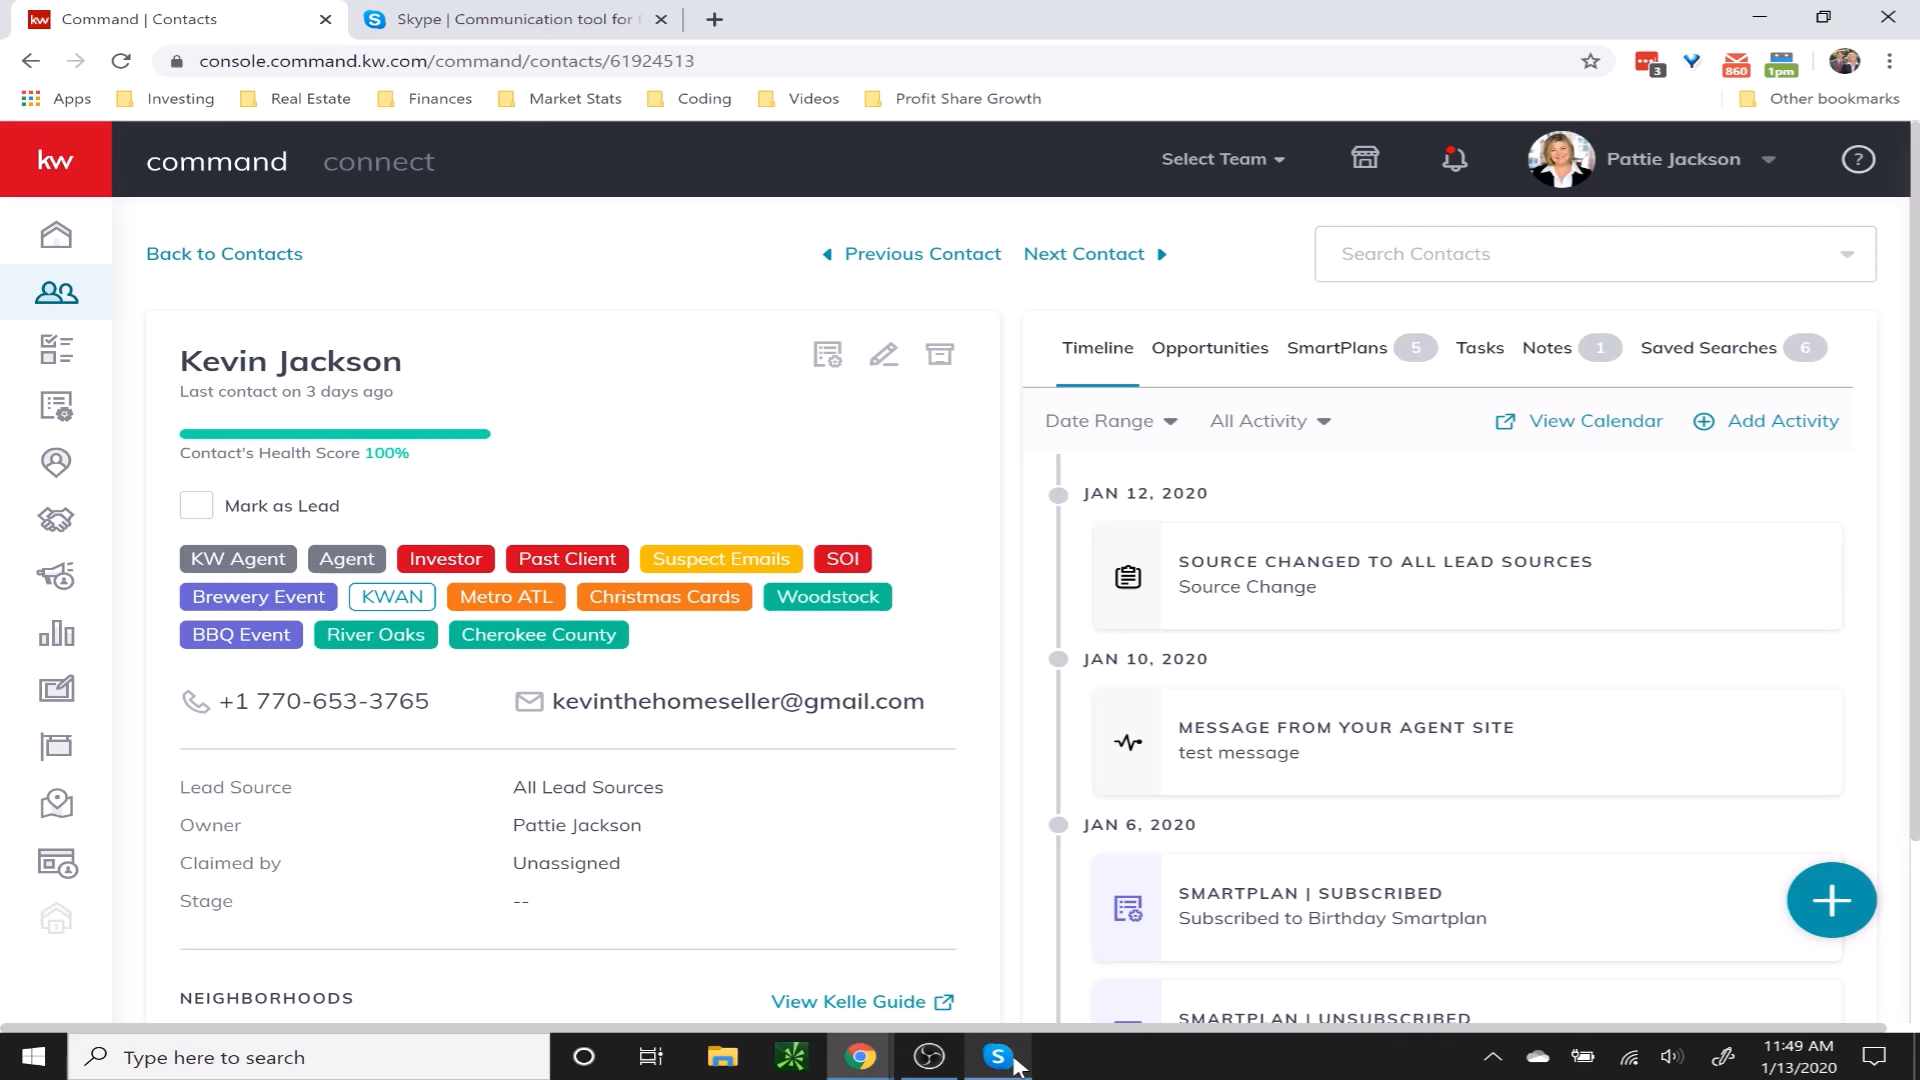 Command | Contacts
Skype | Communication tool for
console.command.kw.com/command/contacts/61924513
3
860
1pm
Apps
Investing
Real Estate
Finances
Market Stats
Coding
Videos
Profit Share Growth
Other bookmarks
kw
command
connect
Select Team
Pattie Jackson
?
Back to Contacts
Previous Contact
Next Contact
Search Contacts
Kevin Jackson
Last contact on 3 days ago
Contact's Health Score 100%
Mark as Lead
KW Agent
Agent
Investor
Past Client
Suspect Emails
SOI
Brewery Event
KWAN
Metro ATL
Christmas Cards
Woodstock
BBQ Event
River Oaks
Cherokee County
+1 770-653-3765
kevinthehomeseller@gmail.com
Lead Source
All Lead Sources
Owner
Pattie Jackson
Claimed by
Unassigned
Stage
--
NEIGHBORHOODS
View Kelle Guide
Timeline
Opportunities
SmartPlans 5
Tasks
Notes 1
Saved Searches 6
Date Range
All Activity
View Calendar
Add Activity
JAN 12, 2020
SOURCE CHANGED TO ALL LEAD SOURCES
Source Change
JAN 10, 2020
MESSAGE FROM YOUR AGENT SITE
test message
JAN 6, 2020
SMARTPLAN | SUBSCRIBED
Subscribed to Birthday Smartplan
SMARTPLAN | UNSUBSCRIBED
Type here to search
11:49 AM
1/13/2020